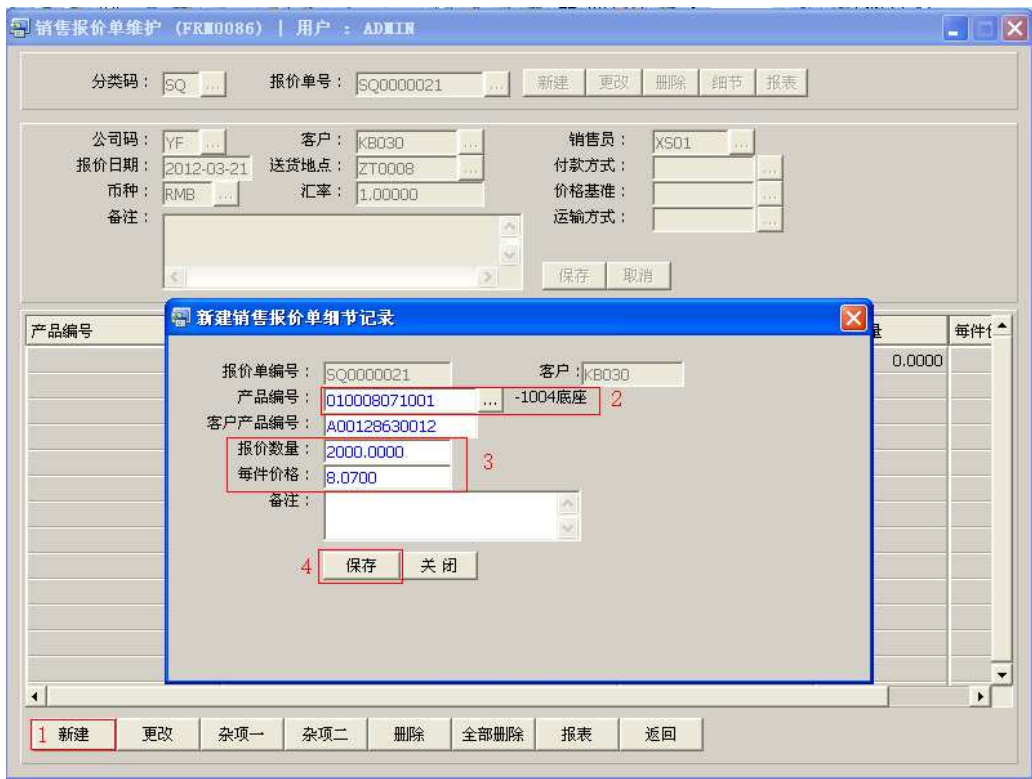 销售报价单维护 (FRM0086) | 用户 : ADMIN
分类码: SQ ... 报价单号: SQ0000021 ... 新建 更改 删除 细节 报表
公司码: YF ... 客户: KB030 ... 销售员: XS01 ...
报价日期: 2012-03-21 送货地点: ZT0008 ... 付款方式: ...
币种: RMB ... 汇率: 1.00000 价格基准: ...
备注: 运输方式: ...
保存 取消
产品编号 量 每件
0.0000
新建销售报价单细节记录
报价单编号: SQ0000021 客户: KB030
产品编号: 010008071001 ... -1004底座 2
客户产品编号: A00128630012
报价数量: 2000.0000
3
每件价格: 8.0700
备注:
4 保存 关闭
1 新建 更改 杂项一 杂项二 删除 全部删除 报表 返回